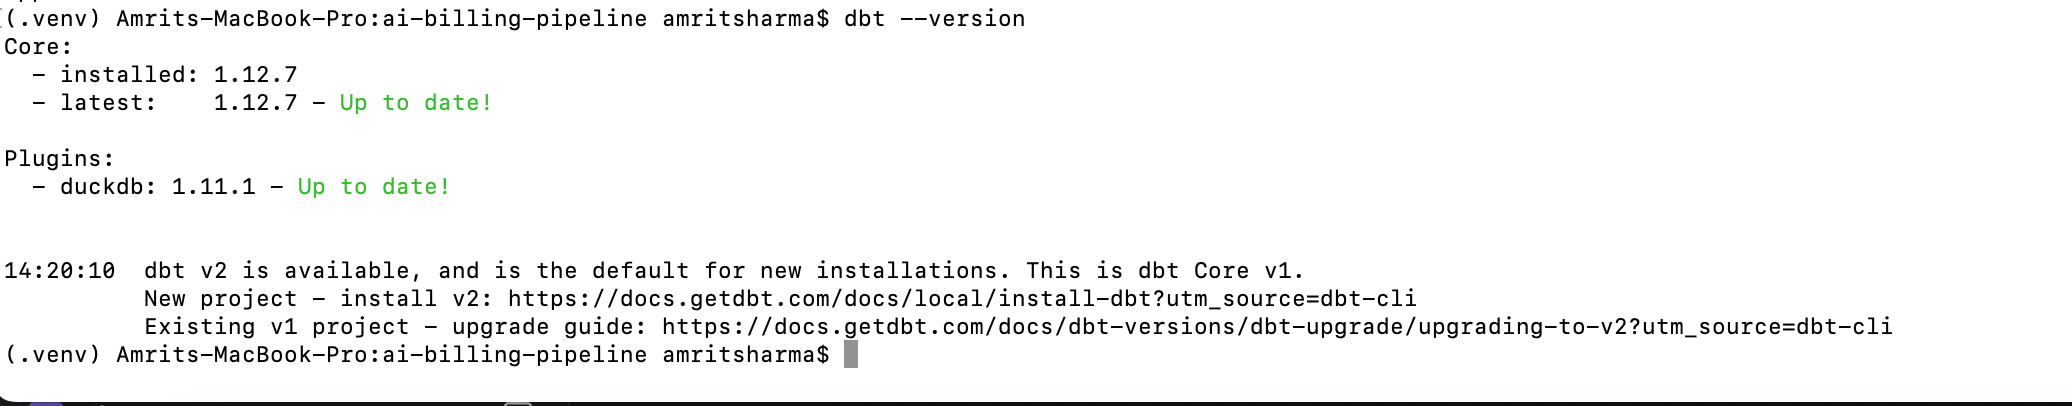 (.venv) Amrits-MacBook-Pro:ai-billing-pipeline amritsharma$ dbt --version
Core:
  - installed: 1.12.7
  - latest:    1.12.7 - Up to date!

Plugins:
  - duckdb: 1.11.1 - Up to date!


14:20:10  dbt v2 is available, and is the default for new installations. This is dbt Core v1.
          New project - install v2: https://docs.getdbt.com/docs/local/install-dbt?utm_source=dbt-cli
          Existing v1 project - upgrade guide: https://docs.getdbt.com/docs/dbt-versions/dbt-upgrade/upgrading-to-v2?utm_source=dbt-cli
(.venv) Amrits-MacBook-Pro:ai-billing-pipeline amritsharma$